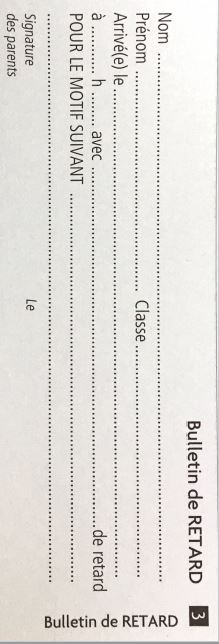 Bulletin de RETARD 3
Nom ....................
Prénom .................... Classe ....................
Arrivé(e) le ....................
à .......... h .......... avec .................... de retard
POUR LE MOTIF SUIVANT ....................
....................
Signature Le
des parents
Bulletin de RETARD